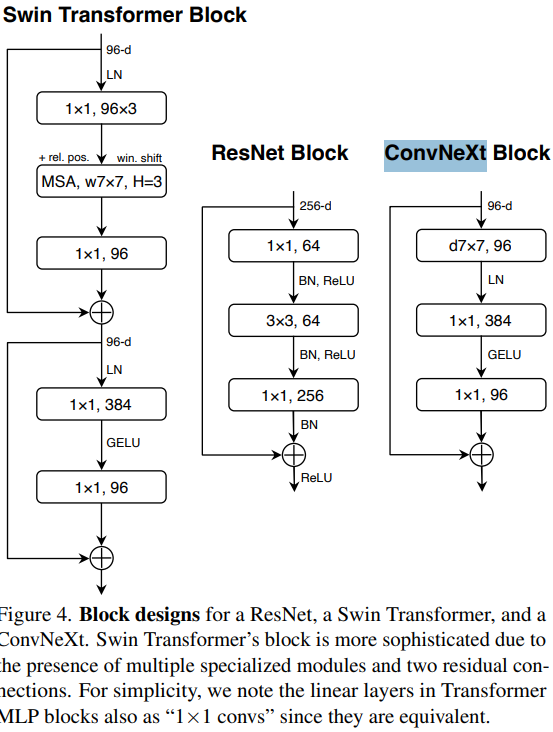 Swin Transformer Block
96-d
LN
1×1, 96×3
+ rel. pos. win. shift
MSA, w7×7, H=3
1×1, 96
96-d
LN
1×1, 384
GELU
1×1, 96
ResNet Block
256-d
1×1, 64
BN, ReLU
3×3, 64
BN, ReLU
1×1, 256
BN
ReLU
ConvNeXt Block
96-d
d7×7, 96
LN
1×1, 384
GELU
1×1, 96
Figure 4. Block designs for a ResNet, a Swin Transformer, and a
ConvNeXt. Swin Transformer's block is more sophisticated due to
the presence of multiple specialized modules and two residual con-
nections. For simplicity, we note the linear layers in Transformer
MLP blocks also as “1×1 convs” since they are equivalent.